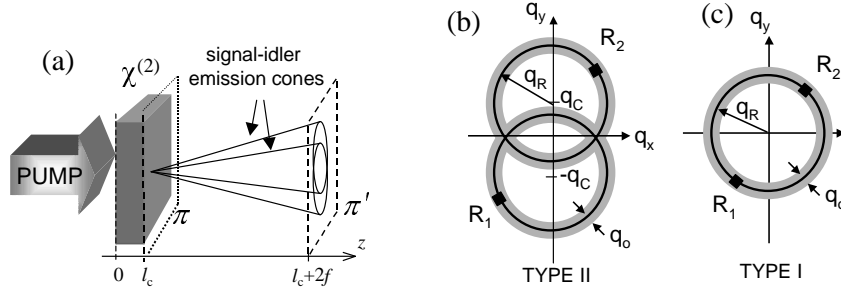 (a)
χ(2)
signal-idler
emission cones
PUMP
π
π'
0
lc
lc+2f
z
(b)
qy
R2
qR
qC
qx
-qC
R1
qo
TYPE II
(c)
qy
R2
qR
R1
TYPE I